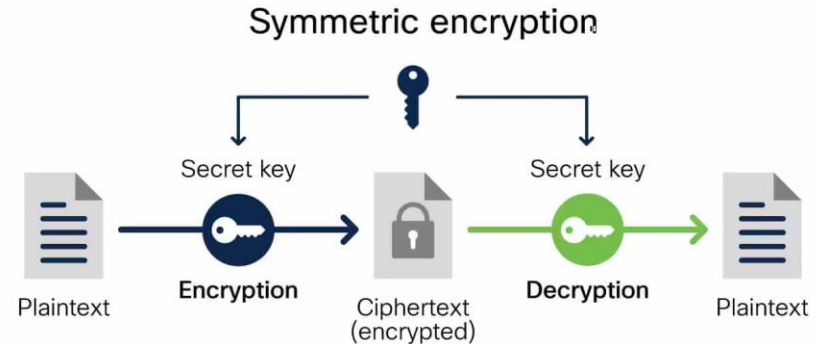 Symmetric encryption
Secret key
Secret key
Encryption
Decryption
Plaintext
Ciphertext
(encrypted)
Plaintext